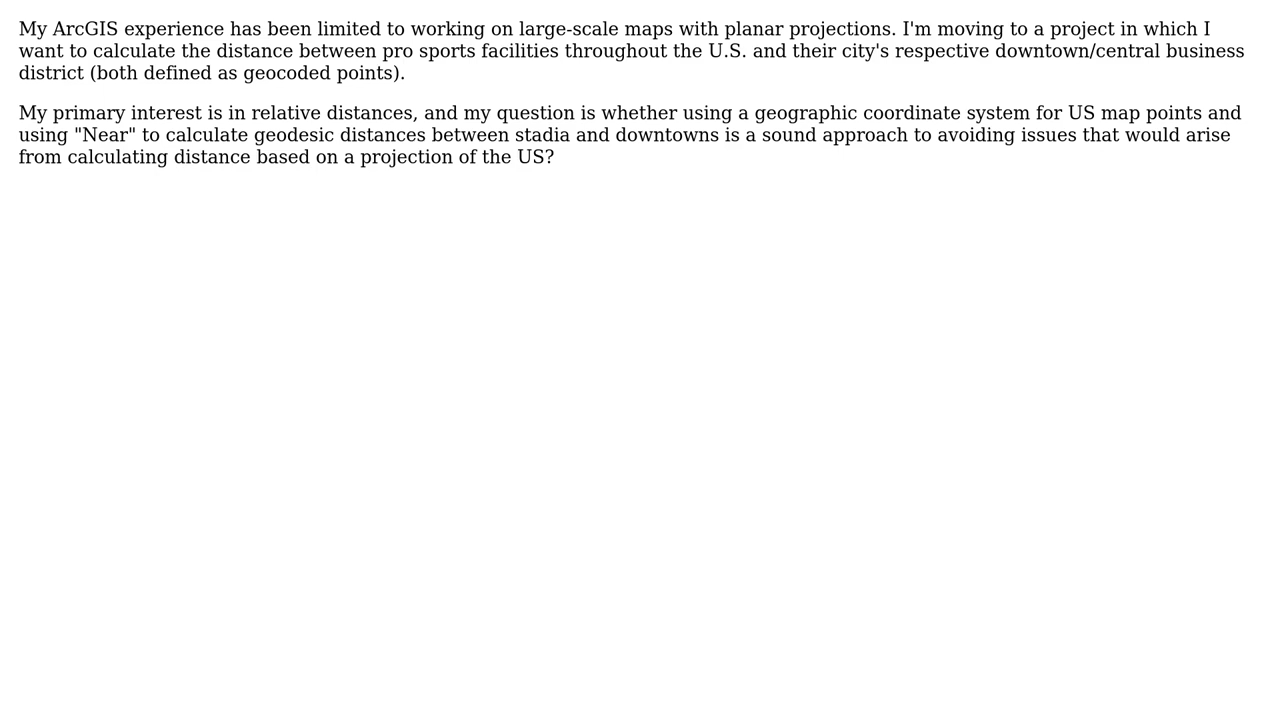 My ArcGIS experience has been limited to working on large-scale maps with planar projections. I'm moving to a project in which I
want to calculate the distance between pro sports facilities throughout the U.S. and their city's respective downtown/central business
district (both defined as geocoded points).
My primary interest is in relative distances, and my question is whether using a geographic coordinate system for US map points and
using "Near" to calculate geodesic distances between stadia and downtowns is a sound approach to avoiding issues that would arise
from calculating distance based on a projection of the US?